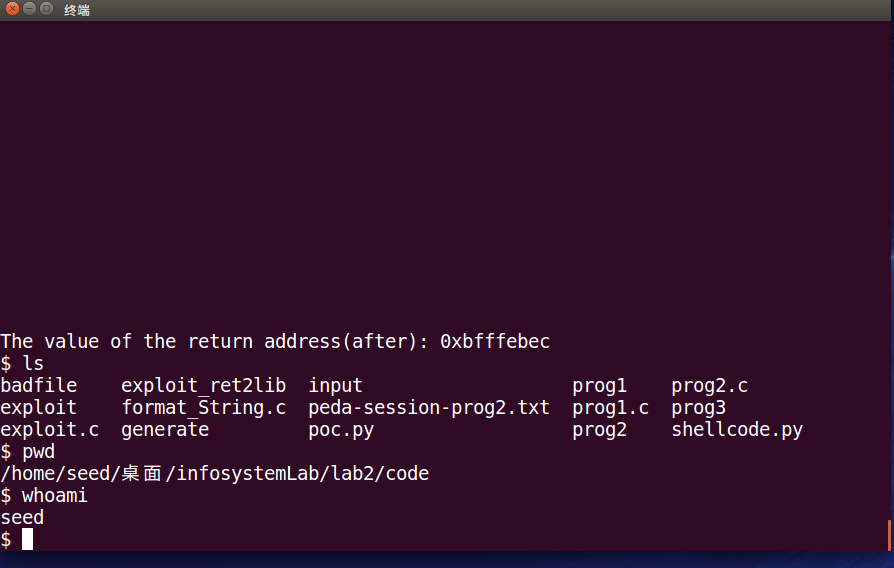 终端
The value of the return address(after): 0xbfffebec
$ ls
badfile    exploit_ret2lib  input                   prog1    prog2.c
exploit    format_String.c  peda-session-prog2.txt  prog1.c  prog3
exploit.c  generate         poc.py                  prog2    shellcode.py
$ pwd
/home/seed/桌面/infosystemLab/lab2/code
$ whoami
seed
$